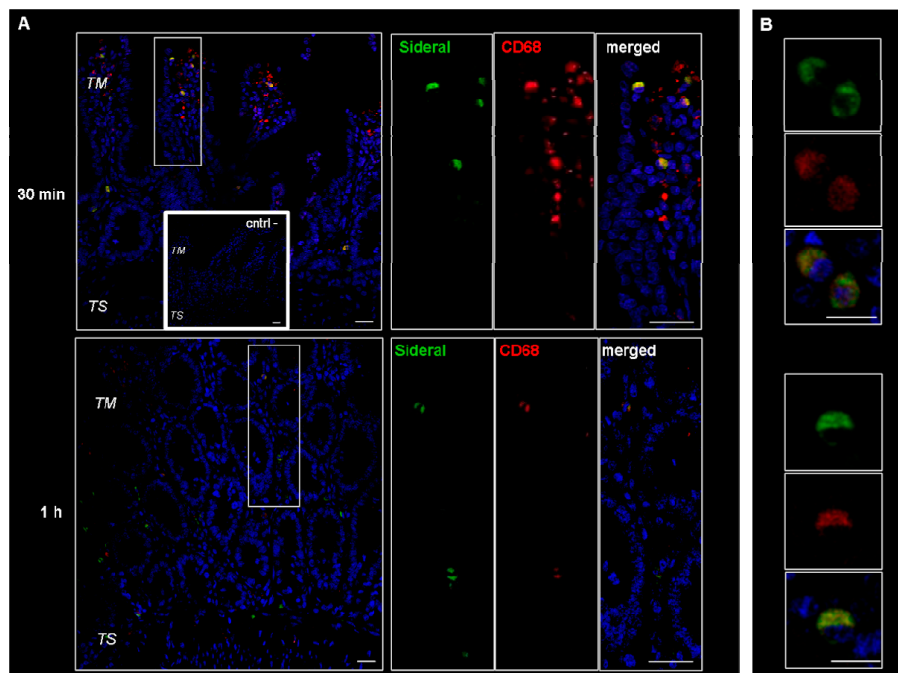 A
B
Sideral CD68 merged
TM
30 min
cntrl -
TM
TS
TS
Sideral CD68 merged
TM
1 h
TS